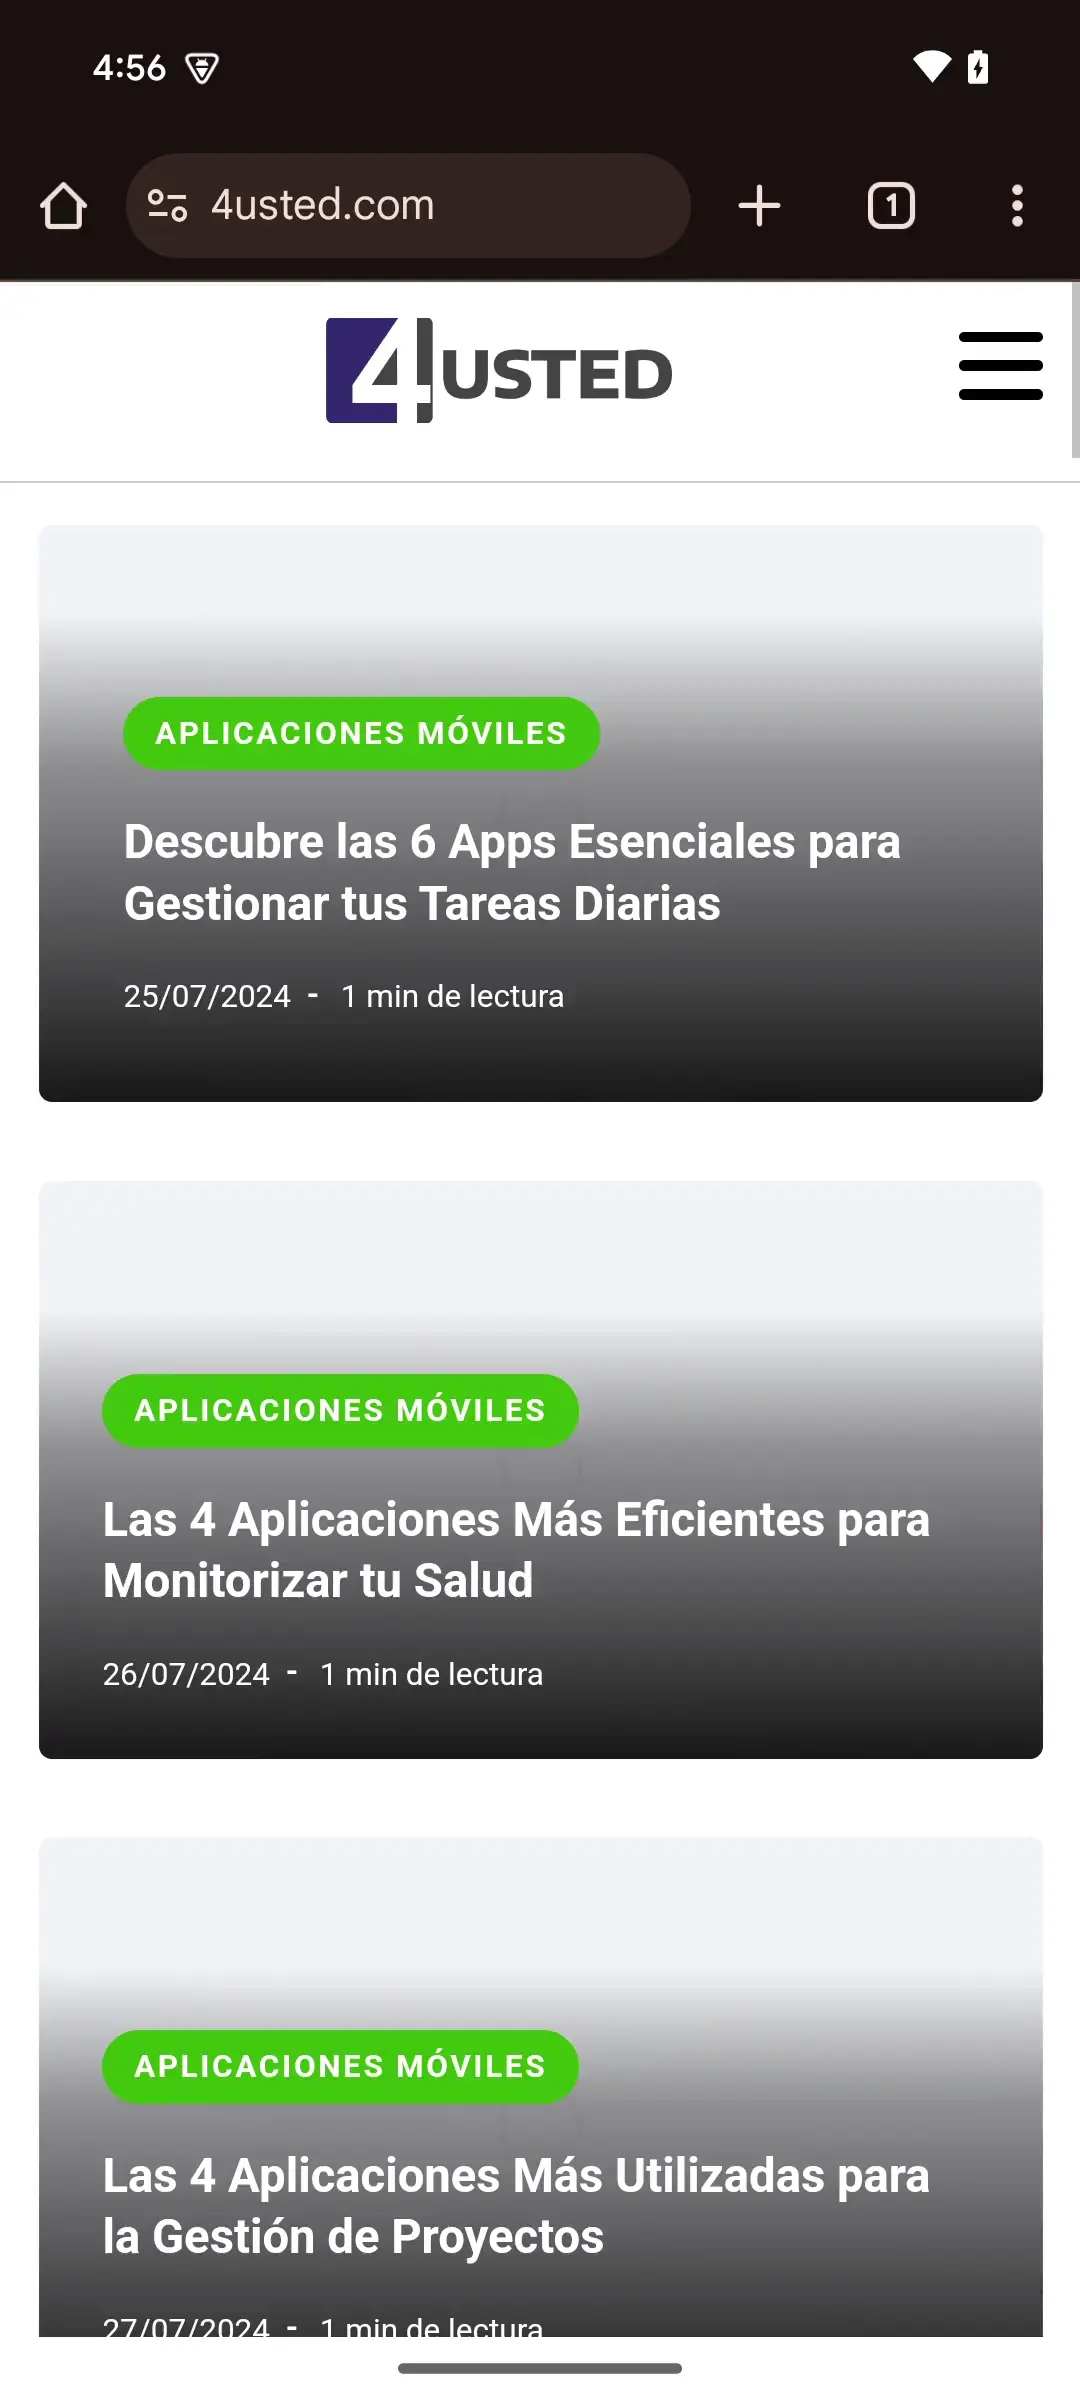 4:56
4usted.com
1
4USTED
APLICACIONES MÓVILES
Descubre las 6 Apps Esenciales para
Gestionar tus Tareas Diarias
25/07/2024 - 1 min de lectura
APLICACIONES MÓVILES
Las 4 Aplicaciones Más Eficientes para
Monitorizar tu Salud
26/07/2024 - 1 min de lectura
APLICACIONES MÓVILES
Las 4 Aplicaciones Más Utilizadas para
la Gestión de Proyectos
27/07/2024 - 1 min de lectura